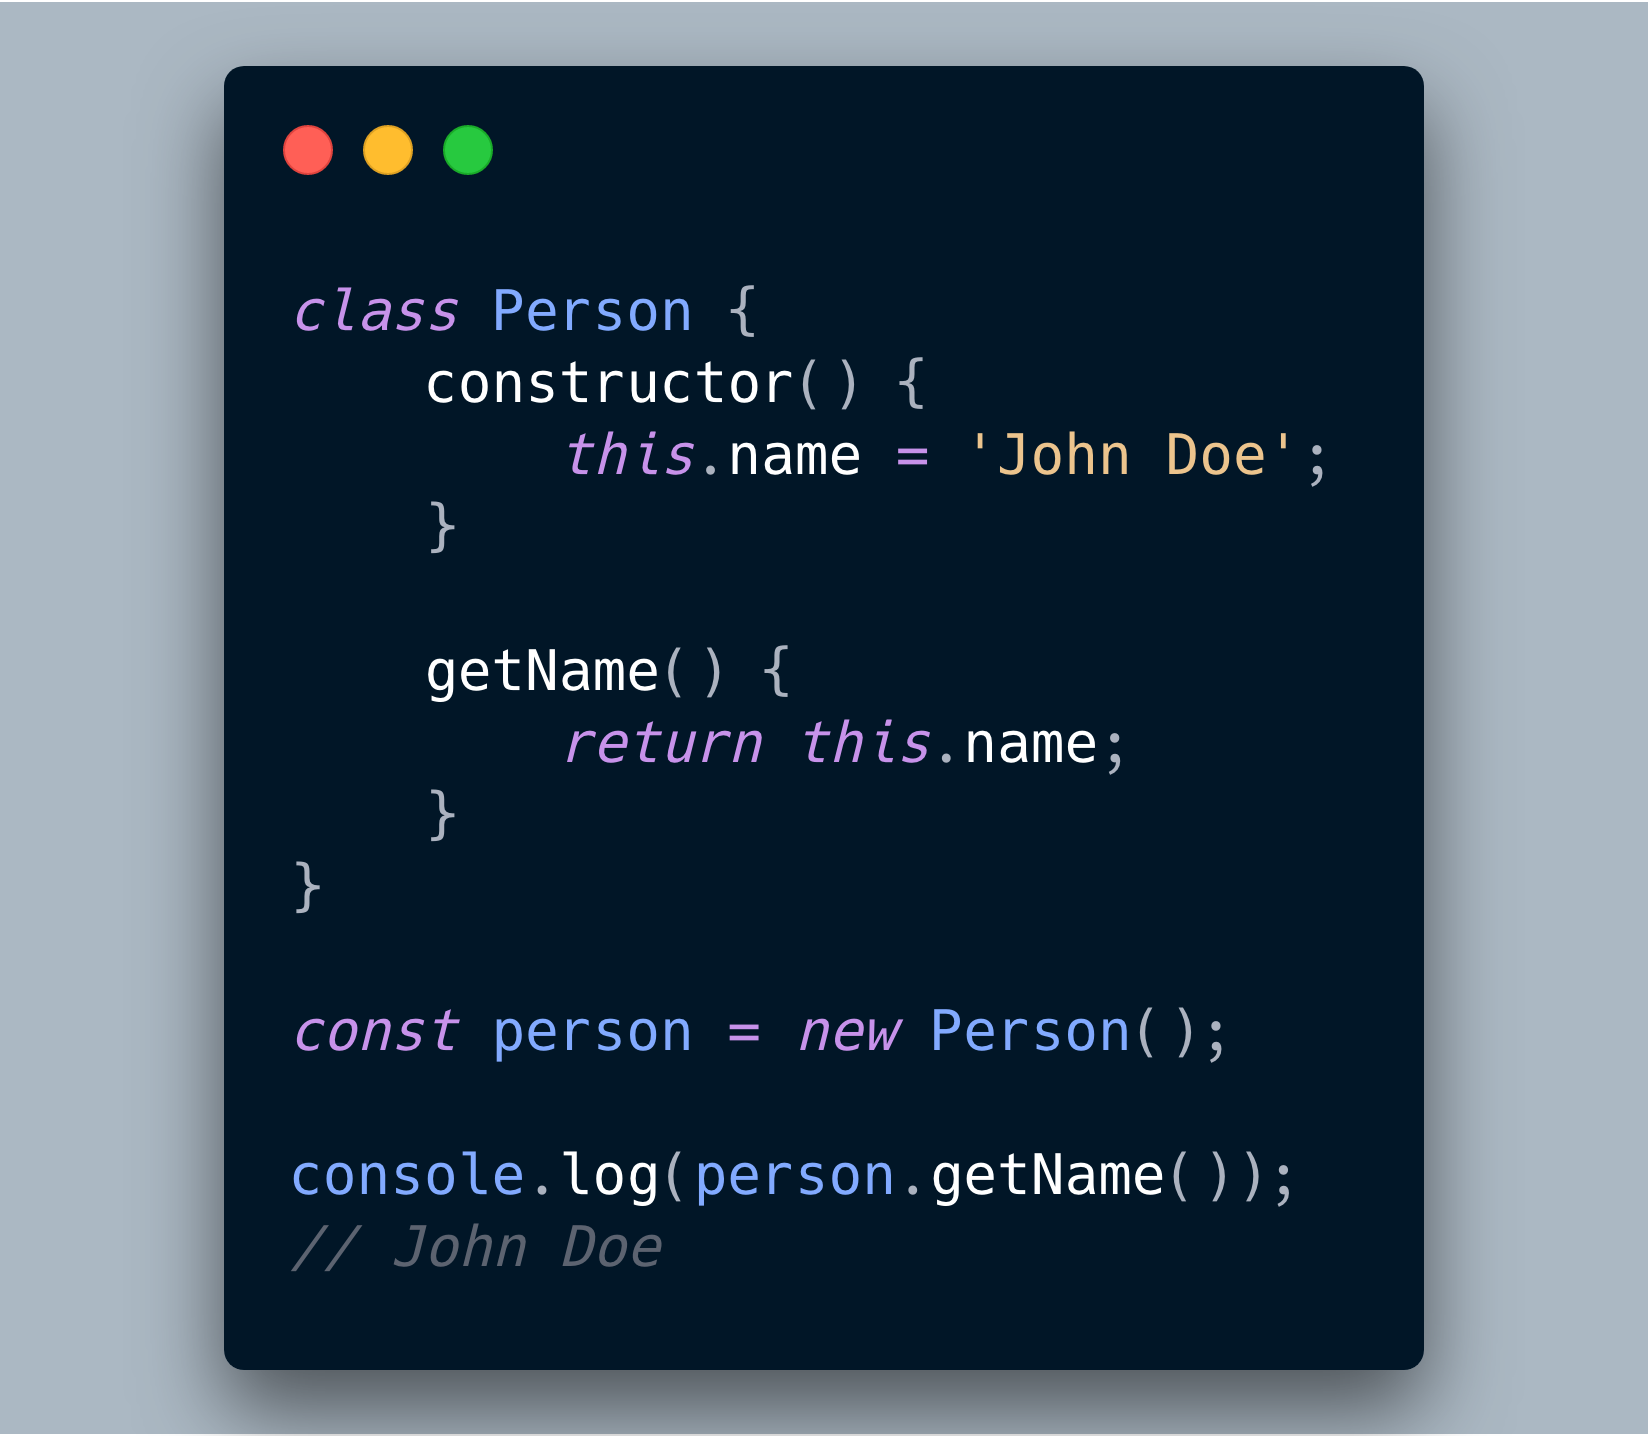 class Person {
    constructor() {
        this.name = 'John Doe';
    }

    getName() {
        return this.name;
    }
}

const person = new Person();

console.log(person.getName());
// John Doe